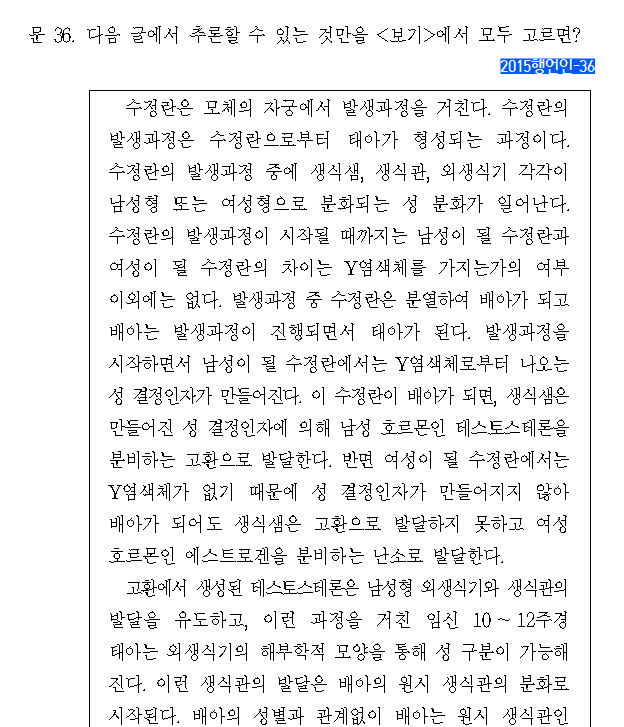 문 36. 다음 글에서 추론할 수 있는 것만을 <보기>에서 모두 고르면?
2015행언인-36
수정란은 모체의 자궁에서 발생과정을 거친다. 수정란의
발생과정은 수정란으로부터 태아가 형성되는 과정이다.
수정란의 발생과정 중에 생식샘, 생식관, 외생식기 각각이
남성형 또는 여성형으로 분화되는 성 분화가 일어난다.
수정란의 발생과정이 시작될 때까지는 남성이 될 수정란과
여성이 될 수정란의 차이는 Y염색체를 가지는가의 여부
이외에는 없다. 발생과정 중 수정란은 분열하여 배아가 되고
배아는 발생과정이 진행되면서 태아가 된다. 발생과정을
시작하면서 남성이 될 수정란에서는 Y염색체로부터 나오는
성 결정인자가 만들어진다. 이 수정란이 배아가 되면, 생식샘은
만들어진 성 결정인자에 의해 남성 호르몬인 테스토스테론을
분비하는 고환으로 발달한다. 반면 여성이 될 수정란에서는
Y염색체가 없기 때문에 성 결정인자가 만들어지지 않아
배아가 되어도 생식샘은 고환으로 발달하지 못하고 여성
호르몬인 에스트로겐을 분비하는 난소로 발달한다.
고환에서 생성된 테스토스테론은 남성형 외생식기와 생식관의
발달을 유도하고, 이런 과정을 거친 임신 10 ~ 12주경
태아는 외생식기의 해부학적 모양을 통해 성 구분이 가능해
진다. 이런 생식관의 발달은 배아의 원시 생식관의 분화로
시작된다. 배아의 성별과 관계없이 배아는 원시 생식관인